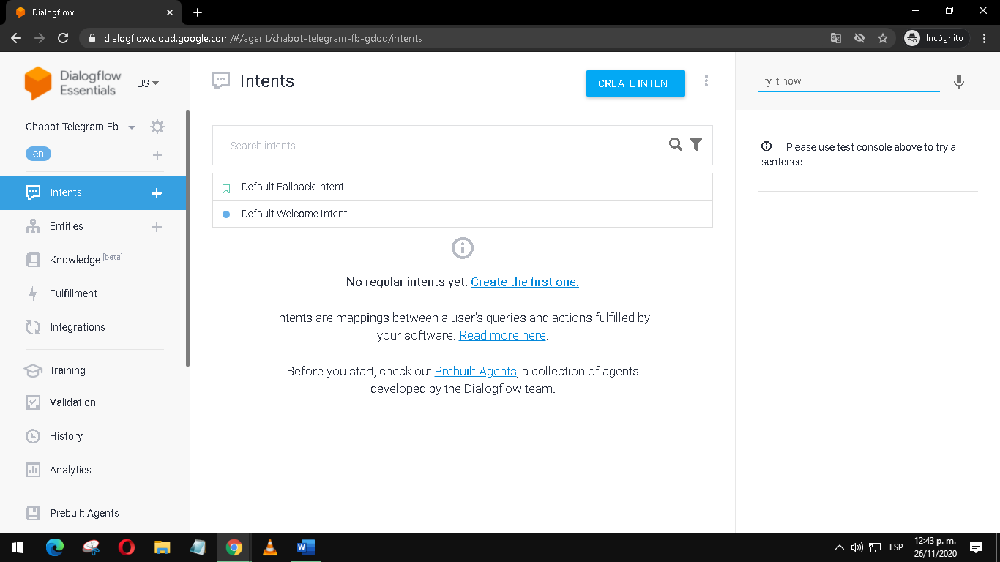 Dialogflow
dialogflow.cloud.google.com/#/agent/chabot-telegram-fb-gdod/intents
Incógnito
Dialogflow
Essentials
US
Intents
CREATE INTENT
Try it now
Chabot-Telegram-Fb
en
Search intents
Please use test console above to try a
sentence.
Default Fallback Intent
Default Welcome Intent
Intents
Entities
Knowledge [beta]
Fulfillment
Integrations
Training
Validation
History
Analytics
Prebuilt Agents
No regular intents yet. Create the first one.
Intents are mappings between a user's queries and actions fulfilled by
your software. Read more here.
Before you start, check out Prebuilt Agents, a collection of agents
developed by the Dialogflow team.
ESP
12:43 p. m.
26/11/2020